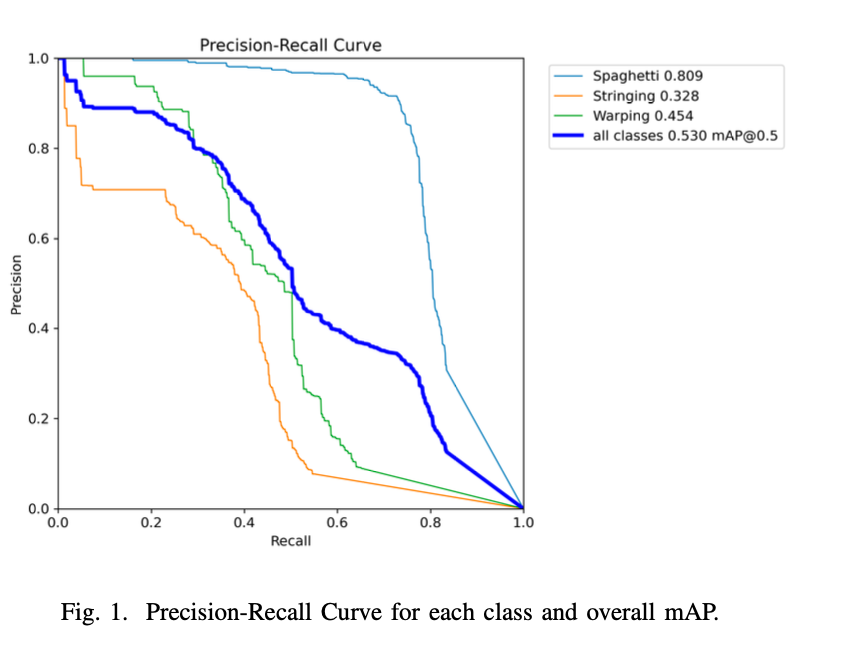 Precision-Recall Curve
1.0
0.8
0.6
0.4
0.2
0.0
Precision
0.0 0.2 0.4 0.6 0.8 1.0
Recall
Spaghetti 0.809
Stringing 0.328
Warping 0.454
all classes 0.530 mAP@0.5
Fig. 1. Precision-Recall Curve for each class and overall mAP.